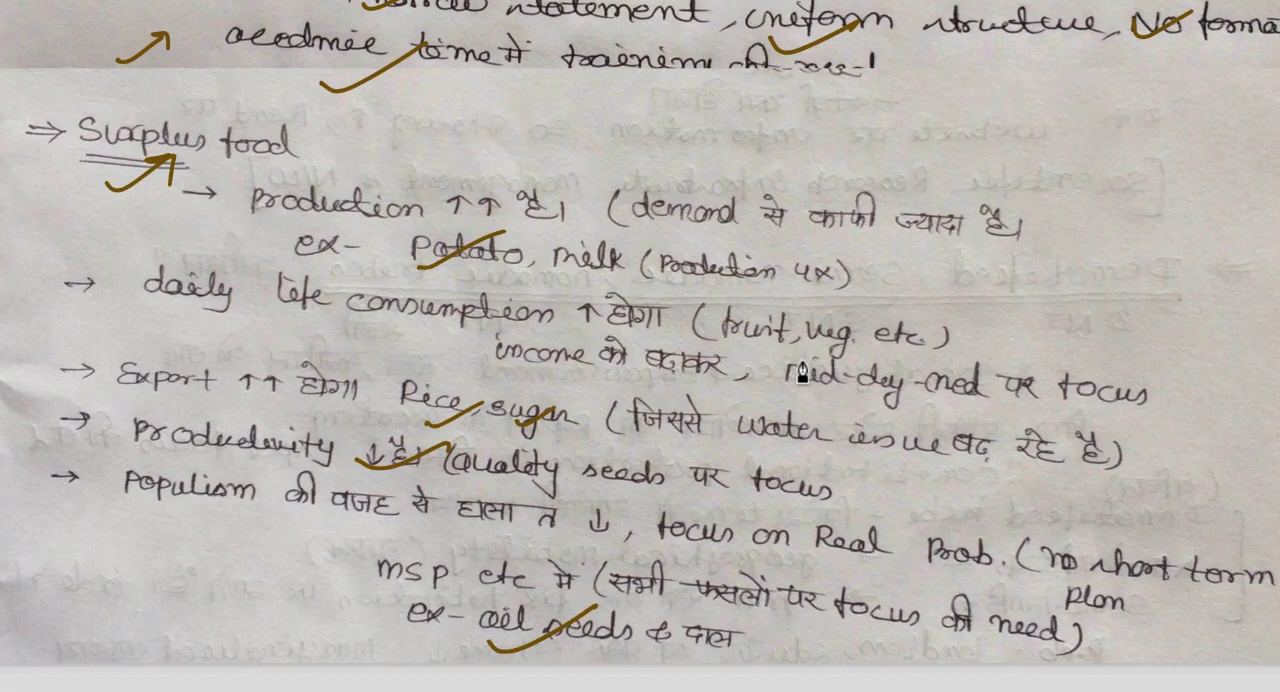 statement, uniform structure, No forma
acedmic time में training की
⇒ Surplus food
→ Production ↑↑ है। (demand से काफी ज्यादा है।
ex- Potato, milk (Production 4x)
→ daily life consumption ↑ होगा (fruit, veg. etc.)
income को बढ़ाकर, mid-day-med पर focus
→ Export ↑↑ होगा Rice, sugar (जिससे water issue बढ़ रहे है)
→ Productivity ↓ है। (Quality seeds पर focus
→ Populism की वजह से हालात ↓, focus on Real Prob. (no short term plan
MSP etc में (सभी फसलों पर focus की need)
ex- oil seeds & दाल